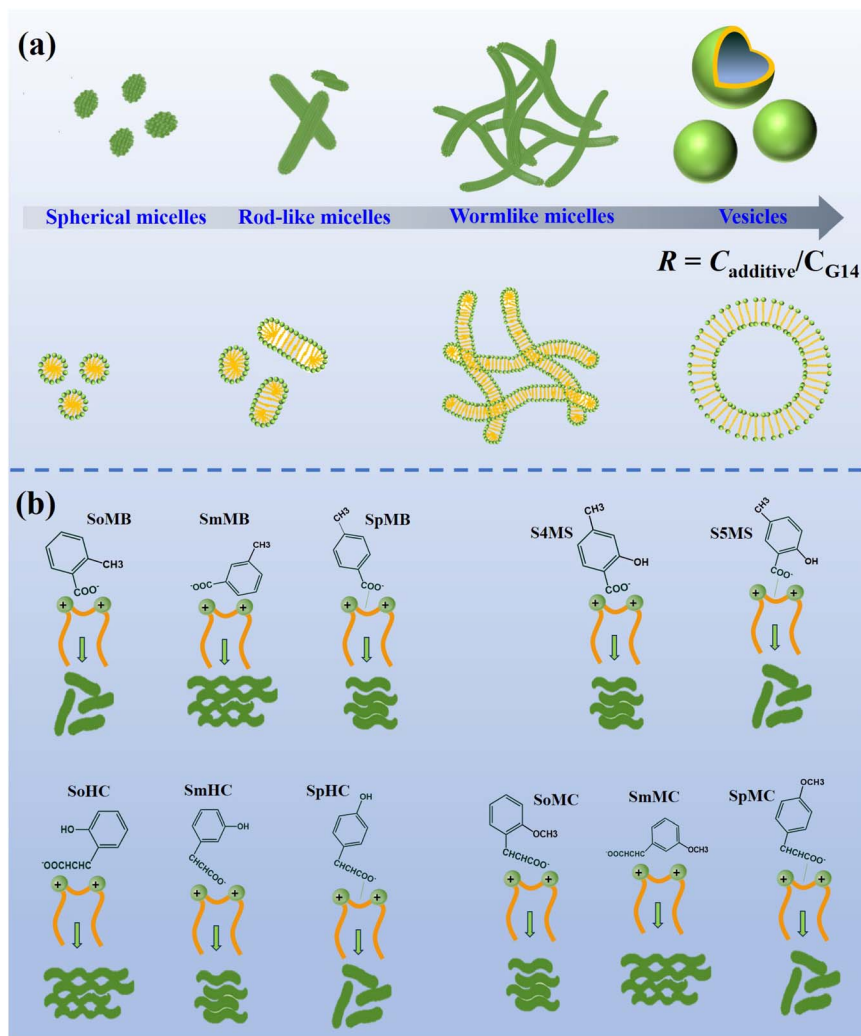 (a)
Spherical micelles
Rod-like micelles
Wormlike micelles
Vesicles
R = Cadditive/CG14
(b)
SoMB
CH3
COO-
SmMB
CH3
-OOC
SpMB
CH3
COO-
S4MS
CH3
OH
COO-
S5MS
CH3
OH
COO-
+ +
+ +
+ +
+ +
+ +
SoHC
HO
-OOCHCHC
SmHC
OH
CHCHCOO-
SpHC
OH
CHCHCOO-
SoMC
OCH3
CHCHCOO-
SmMC
-OOCHCHC
OCH3
SpMC
OCH3
CHCHCOO-
+ +
+ +
+ +
+ +
+ +
+ +